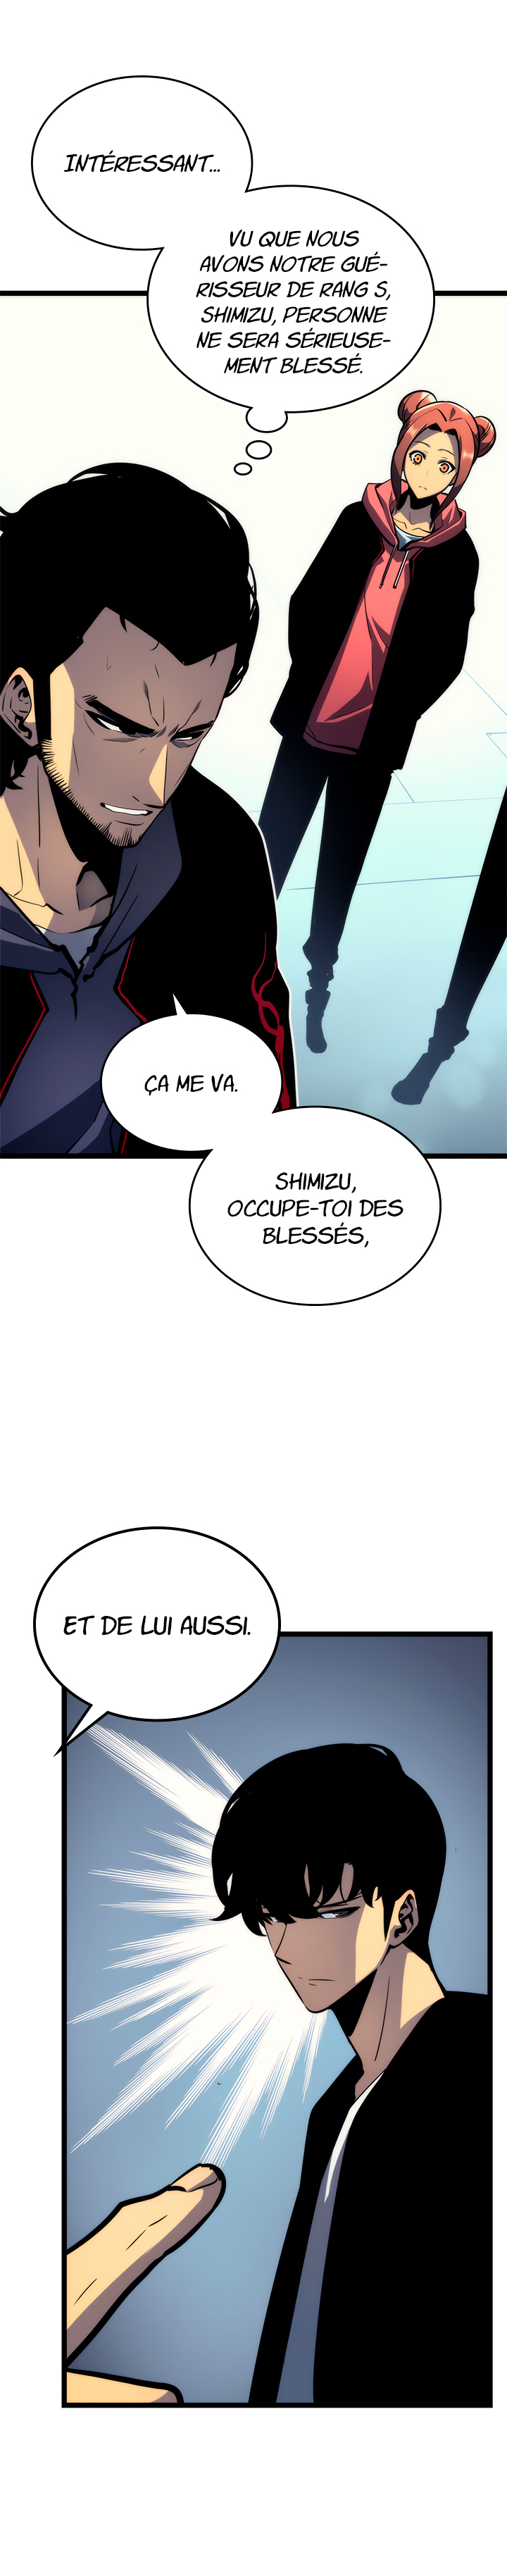 INTÉRESSANT...
VU QUE NOUS
AVONS NOTRE GUÉ-
RISSEUR DE RANG S,
SHIMIZU, PERSONNE
NE SERA SÉRIEUSE-
MENT BLESSÉ.
ÇA ME VA.
SHIMIZU,
OCCUPE-TOI DES
BLESSÉS,
ET DE LUI AUSSI.